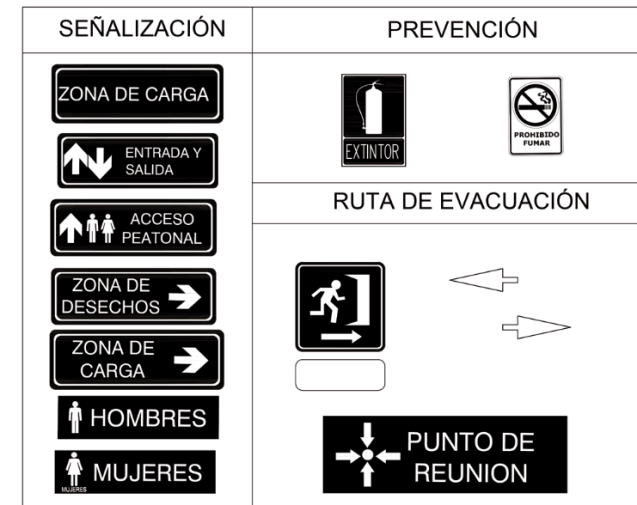 SEÑALIZACIÓN
ZONA DE CARGA
ENTRADA Y
SALIDA
ACCESO
PEATONAL
ZONA DE
DESECHOS
ZONA DE
CARGA
HOMBRES
MUJERES
MUJERES
PREVENCIÓN
EXTINTOR
PROHIBIDO
FUMAR
RUTA DE EVACUACIÓN
PUNTO DE
REUNION